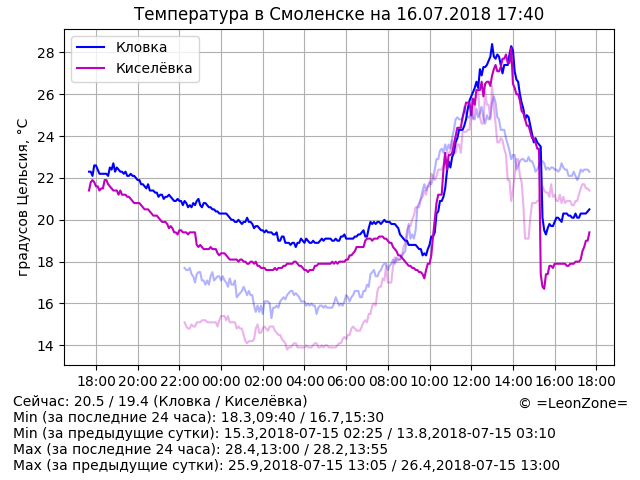 Температура в Смоленске на 16.07.2018 17:40
Кловка
Киселёвка
градусов Цельсия, °C
28
26
24
22
20
18
16
14
18:00 20:00 22:00 00:00 02:00 04:00 06:00 08:00 10:00 12:00 14:00 16:00 18:00
Сейчас: 20.5 / 19.4 (Кловка / Киселёвка)
© =LeonZone=
Min (за последние 24 часа): 18.3,09:40 / 16.7,15:30
Min (за предыдущие сутки): 15.3,2018-07-15 02:25 / 13.8,2018-07-15 03:10
Max (за последние 24 часа): 28.4,13:00 / 28.2,13:55
Max (за предыдущие сутки): 25.9,2018-07-15 13:05 / 26.4,2018-07-15 13:00